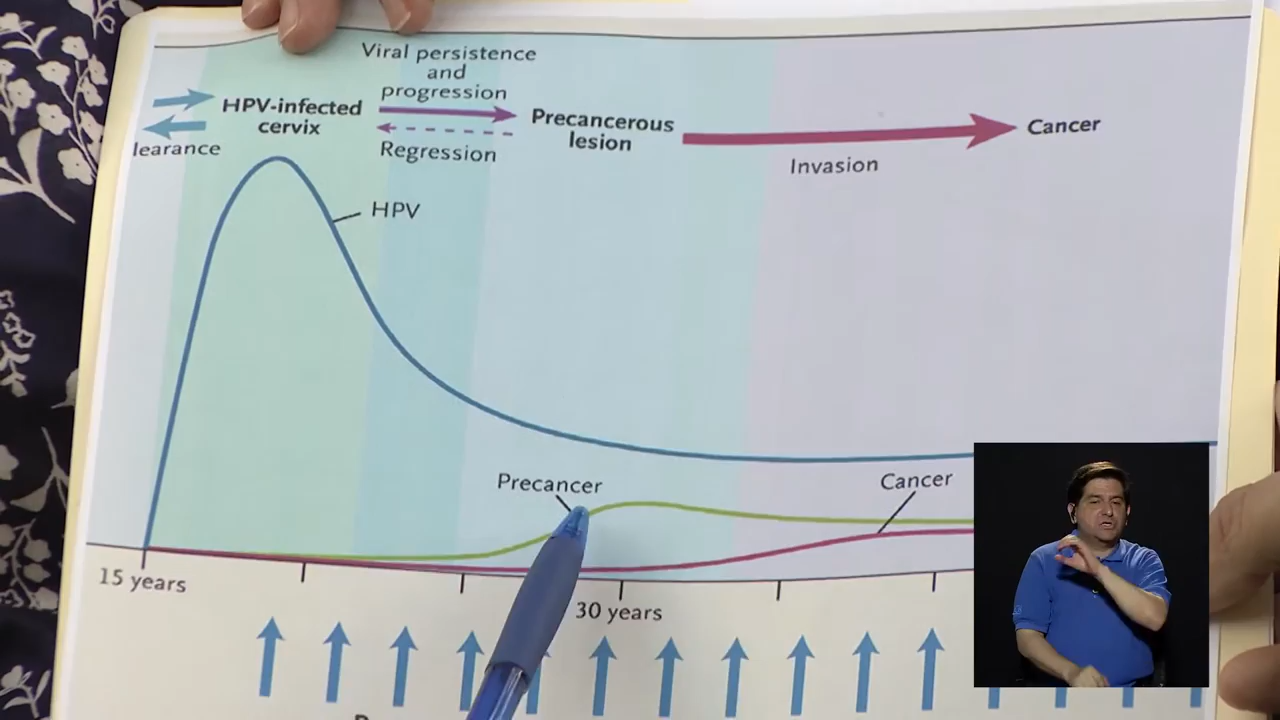 Viral persistence
and
progression
HPV-infected
cervix
Precancerous
lesion
Cancer
learance
Regression
Invasion
HPV
Precancer
Cancer
15 years
30 years